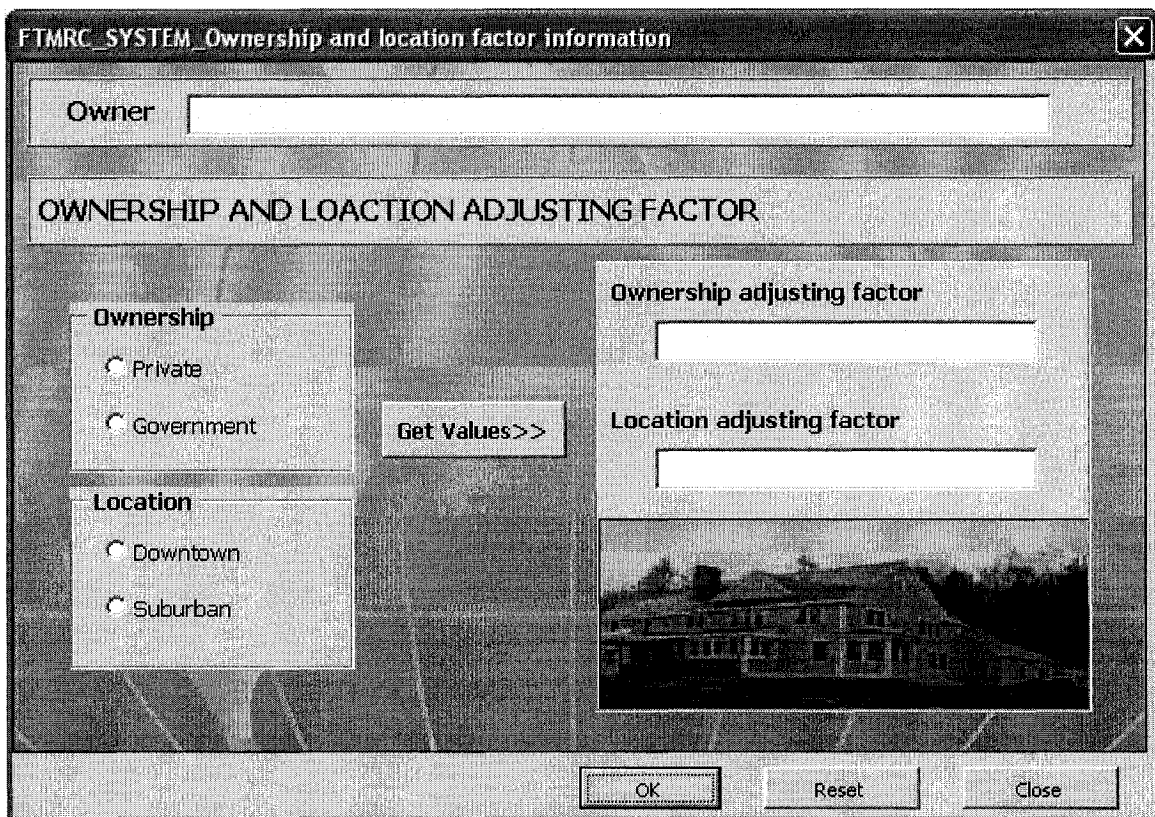 FTMRC_SYSTEM_Ownership and location factor information
Owner
OWNERSHIP AND LOACTION ADJUSTING FACTOR
Ownership
Private
Government
Location
Downtown
Suburban
Get Values>>
Ownership adjusting factor
Location adjusting factor
OK
Reset
Close